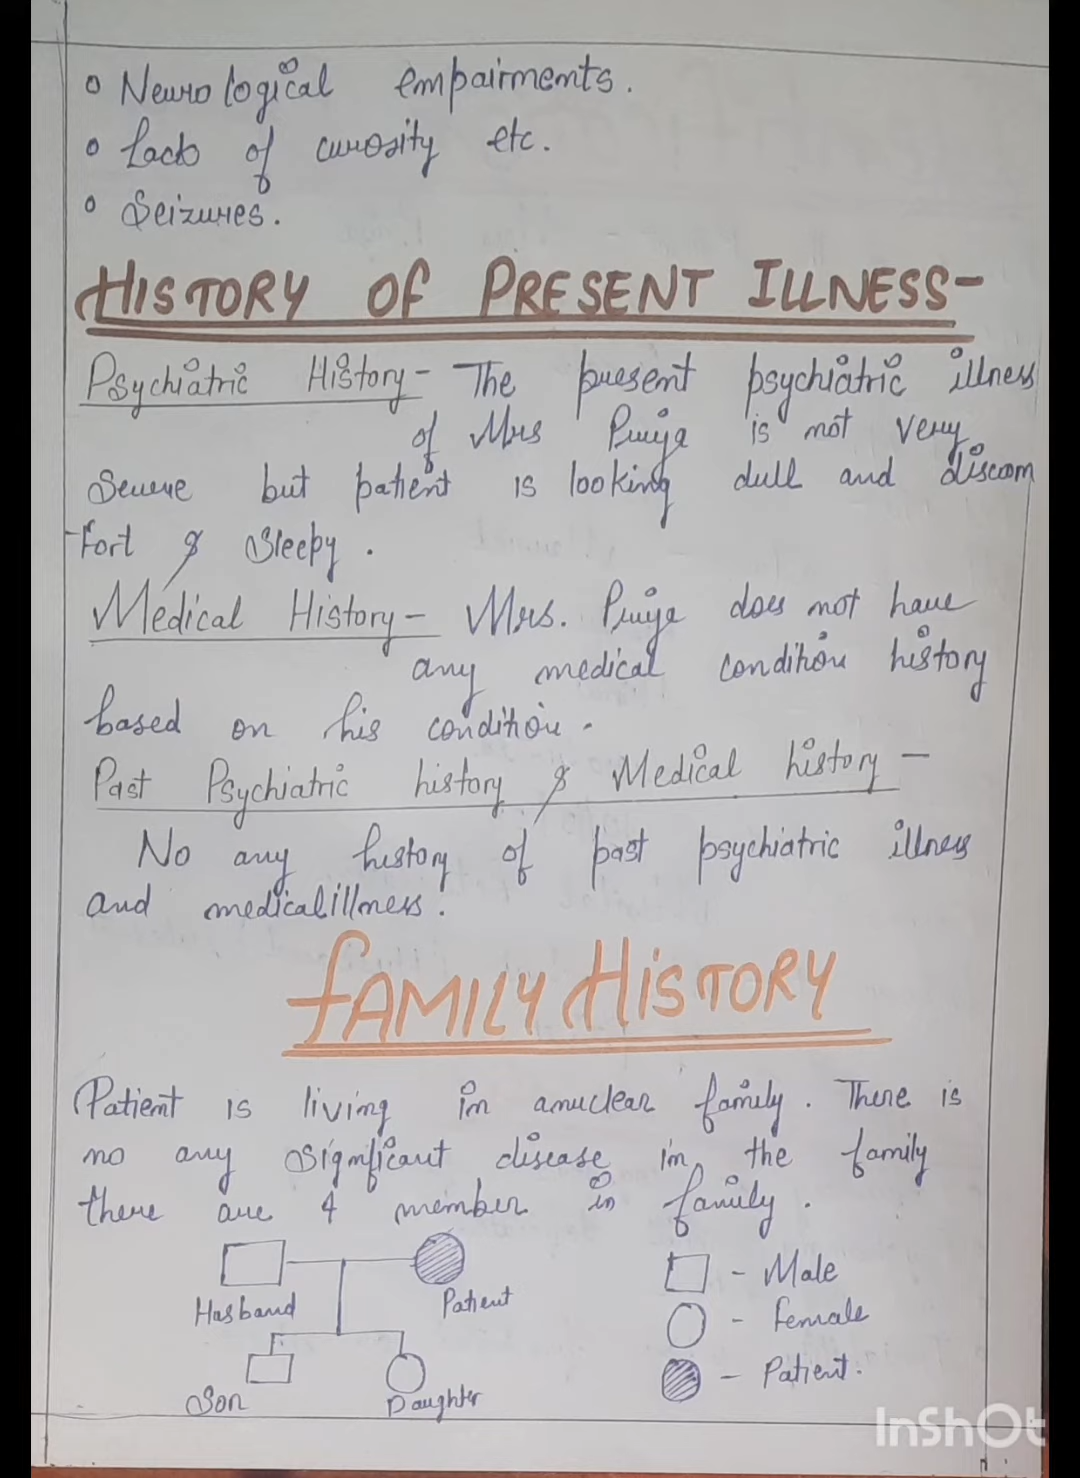 Neurological empairments.
Lack of curosity etc.
Seizures.
HISTORY OF PRESENT ILLNESS-
Psychiatric History- The present psychiatric illness
of Mrs Priya is not very
Severe but patient is looking dull and discom
-fort & Sleepy.
Medical History- Mrs. Priya does not have
any medical condition history
based on his condition.
Past Psychiatric history & Medical history -
No any history of past psychiatric illness
and medical illness.
FAMILY HISTORY
Patient is living in anuclear family. There is
no any significant disease in the family
there are 4 member in family.
Hasband
Patient
Son
Daughter
- Male
- Female
- Patient.
InShOt